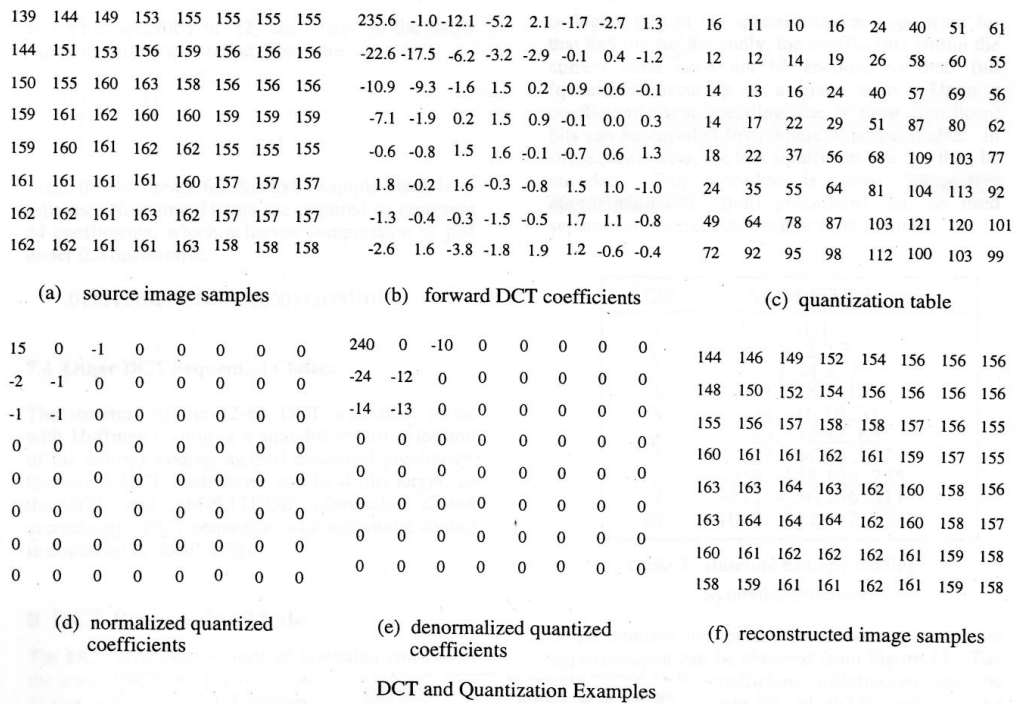 139 144 149 153 155 155 155 155
144 151 153 156 159 156 156 156
150 155 160 163 158 156 156 156
159 161 162 160 160 159 159 159
159 160 161 162 162 155 155 155
161 161 161 161 160 157 157 157
162 162 161 163 162 157 157 157
162 162 161 161 163 158 158 158
(a) source image samples
235.6 -1.0 -12.1 -5.2 2.1 -1.7 -2.7 1.3
-22.6 -17.5 -6.2 -3.2 -2.9 -0.1 0.4 -1.2
-10.9 -9.3 -1.6 1.5 0.2 -0.9 -0.6 -0.1
-7.1 -1.9 0.2 1.5 0.9 -0.1 0.0 0.3
-0.6 -0.8 1.5 1.6 -0.1 -0.7 0.6 1.3
1.8 -0.2 1.6 -0.3 -0.8 1.5 1.0 -1.0
-1.3 -0.4 -0.3 -1.5 -0.5 1.7 1.1 -0.8
-2.6 1.6 -3.8 -1.8 1.9 1.2 -0.6 -0.4
(b) forward DCT coefficients
16 11 10 16 24 40 51 61
12 12 14 19 26 58 60 55
14 13 16 24 40 57 69 56
14 17 22 29 51 87 80 62
18 22 37 56 68 109 103 77
24 35 55 64 81 104 113 92
49 64 78 87 103 121 120 101
72 92 95 98 112 100 103 99
(c) quantization table
15 0 -1 0 0 0 0 0
-2 -1 0 0 0 0 0 0
-1 -1 0 0 0 0 0 0
0 0 0 0 0 0 0 0
0 0 0 0 0 0 0 0
0 0 0 0 0 0 0 0
0 0 0 0 0 0 0 0
0 0 0 0 0 0 0 0
(d) normalized quantized
coefficients
240 0 -10 0 0 0 0 0
-24 -12 0 0 0 0 0 0
-14 -13 0 0 0 0 0 0
0 0 0 0 0 0 0 0
0 0 0 0 0 0 0 0
0 0 0 0 0 0 0 0
0 0 0 0 0 0 0 0
0 0 0 0 0 0 0 0
(e) denormalized quantized
coefficients
144 146 149 152 154 156 156 156
148 150 152 154 156 156 156 156
155 156 157 158 158 157 156 155
160 161 161 162 161 159 157 155
163 163 164 163 162 160 158 156
163 164 164 164 162 160 158 157
160 161 162 162 162 161 159 158
158 159 161 161 162 161 159 158
(f) reconstructed image samples
DCT and Quantization Examples